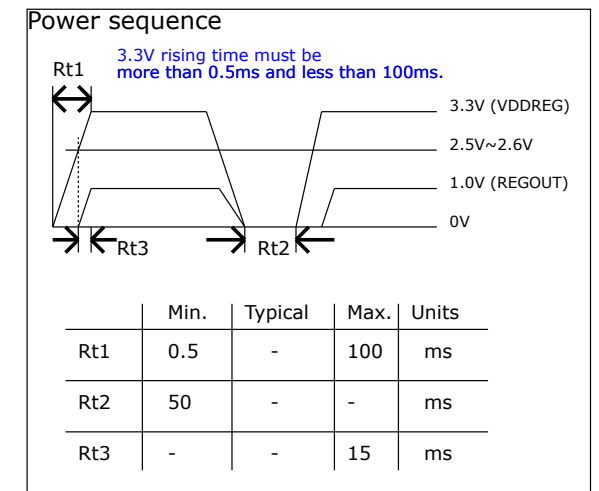 Power sequence
3.3V rising time must be
more than 0.5ms and less than 100ms.
Rt1
3.3V (VDDREG)
2.5V~2.6V
1.0V (REGOUT)
0V
Rt3
Rt2
Min. Typical Max. Units
Rt1 0.5 - 100 ms
Rt2 50 - - ms
Rt3 - - 15 ms